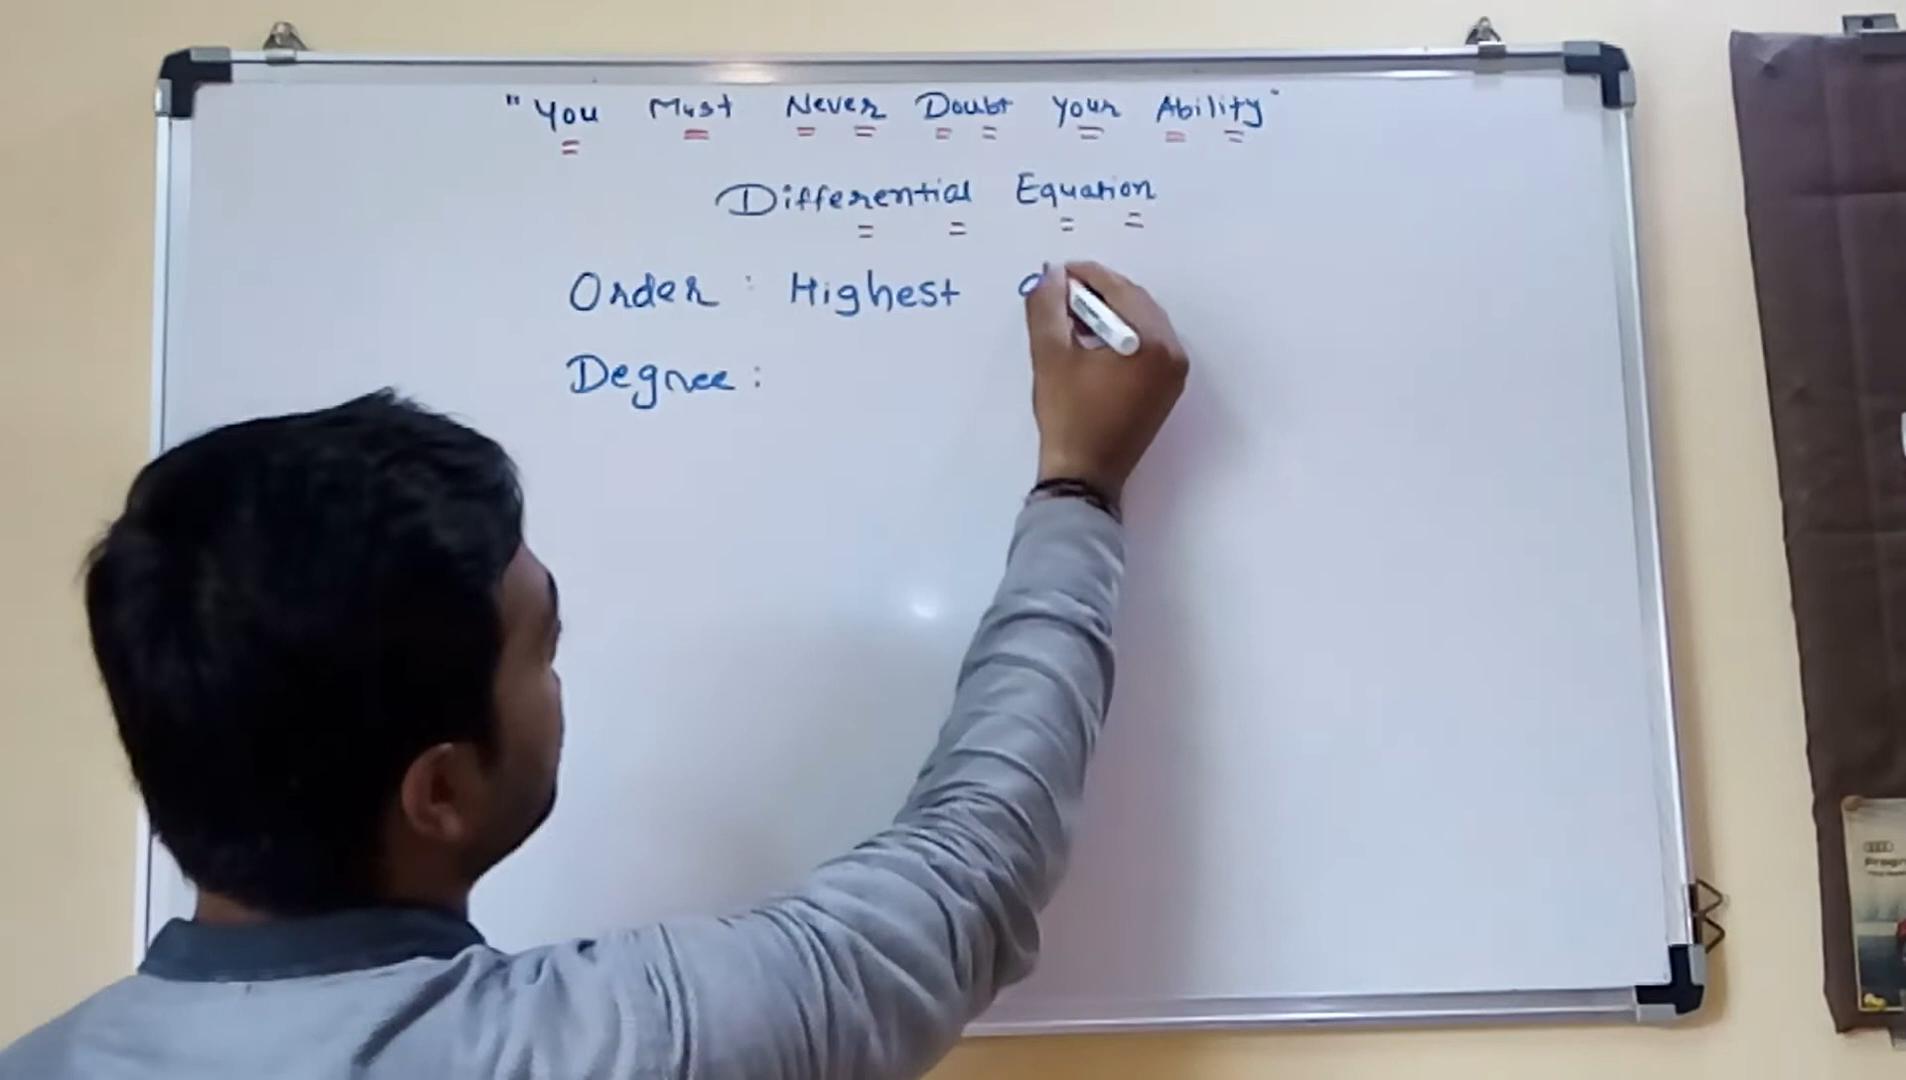 "You Must Never Doubt Your Ability"
Differential Equation
Order : Highest
Degree :